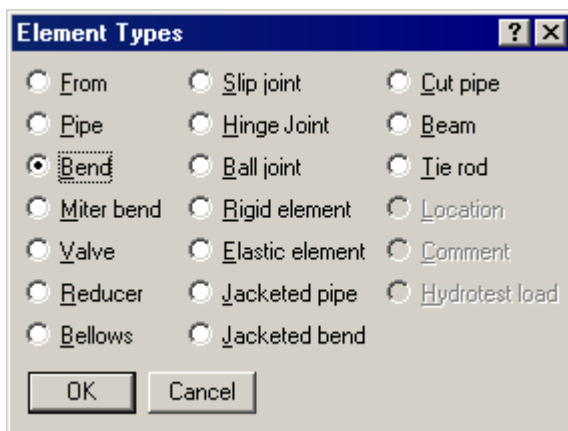 Element Types
From
Pipe
Bend
Miter bend
Valve
Reducer
Bellows
Slip joint
Hinge Joint
Ball joint
Rigid element
Elastic element
Jacketed pipe
Jacketed bend
Cut pipe
Beam
Tie rod
Location
Comment
Hydrotest load
OK
Cancel